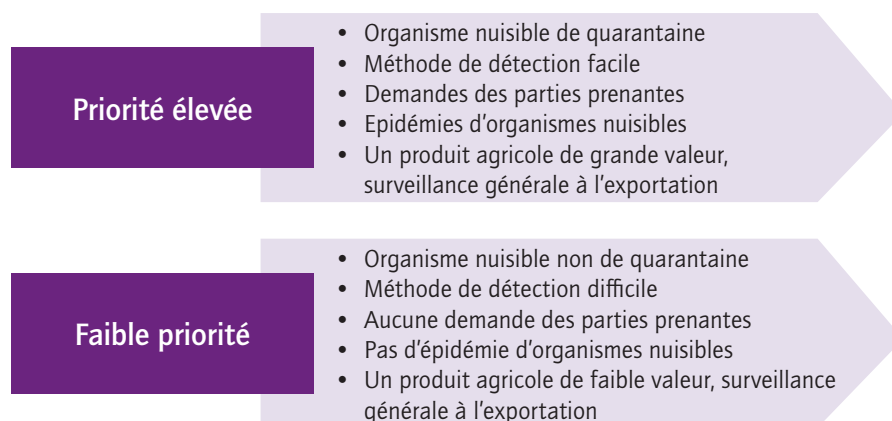 Priorité élevée
• Organisme nuisible de quarantaine
• Méthode de détection facile
• Demandes des parties prenantes
• Epidémies d'organismes nuisibles
• Un produit agricole de grande valeur,
surveillance générale à l'exportation
Faible priorité
• Organisme nuisible non de quarantaine
• Méthode de détection difficile
• Aucune demande des parties prenantes
• Pas d'épidémie d'organismes nuisibles
• Un produit agricole de faible valeur, surveillance
générale à l'exportation